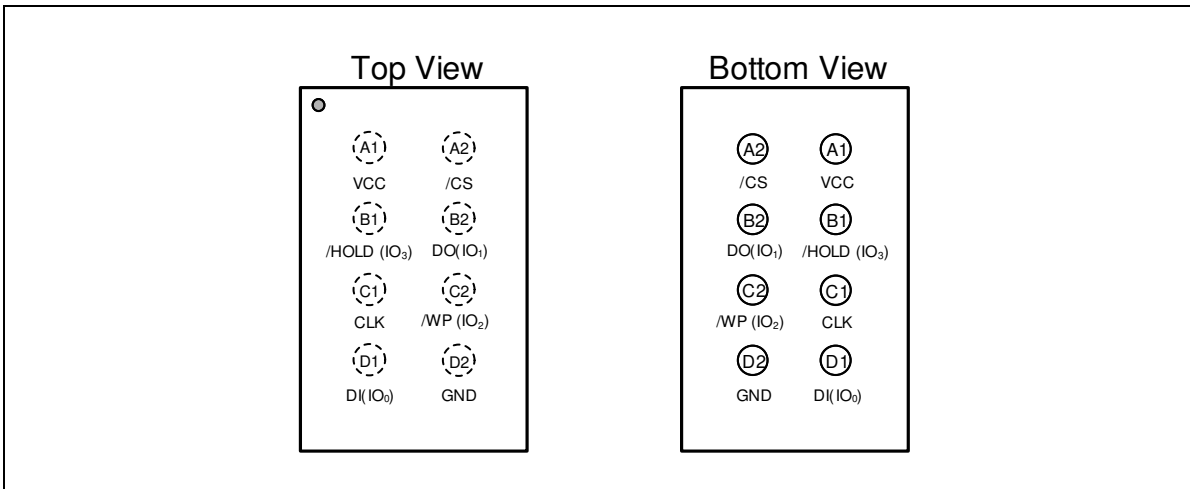 Top View Bottom View
A1 A2 A2 A1
VCC /CS /CS VCC
B1 B2 B2 B1
/HOLD (IO₃) DO(IO₁) DO(IO₁) /HOLD (IO₃)
C1 C2 C2 C1
CLK /WP (IO₂) /WP (IO₂) CLK
D1 D2 D2 D1
DI(IO₀) GND GND DI(IO₀)